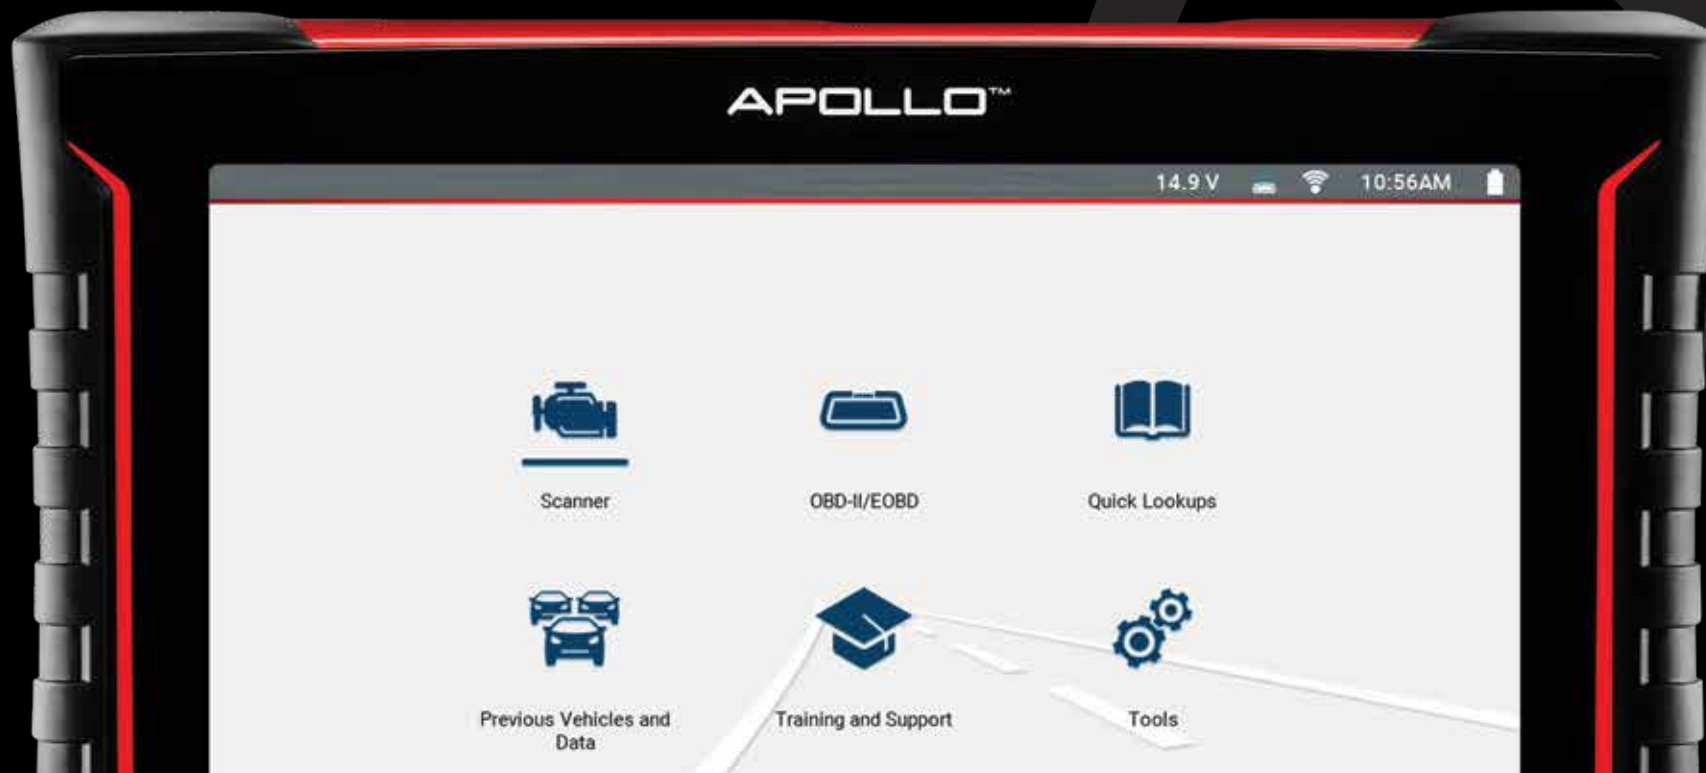 APOLLO™
14.9 V 10:56AM
Scanner
OBD-II/EOBD
Quick Lookups
Previous Vehicles and
Data
Training and Support
Tools